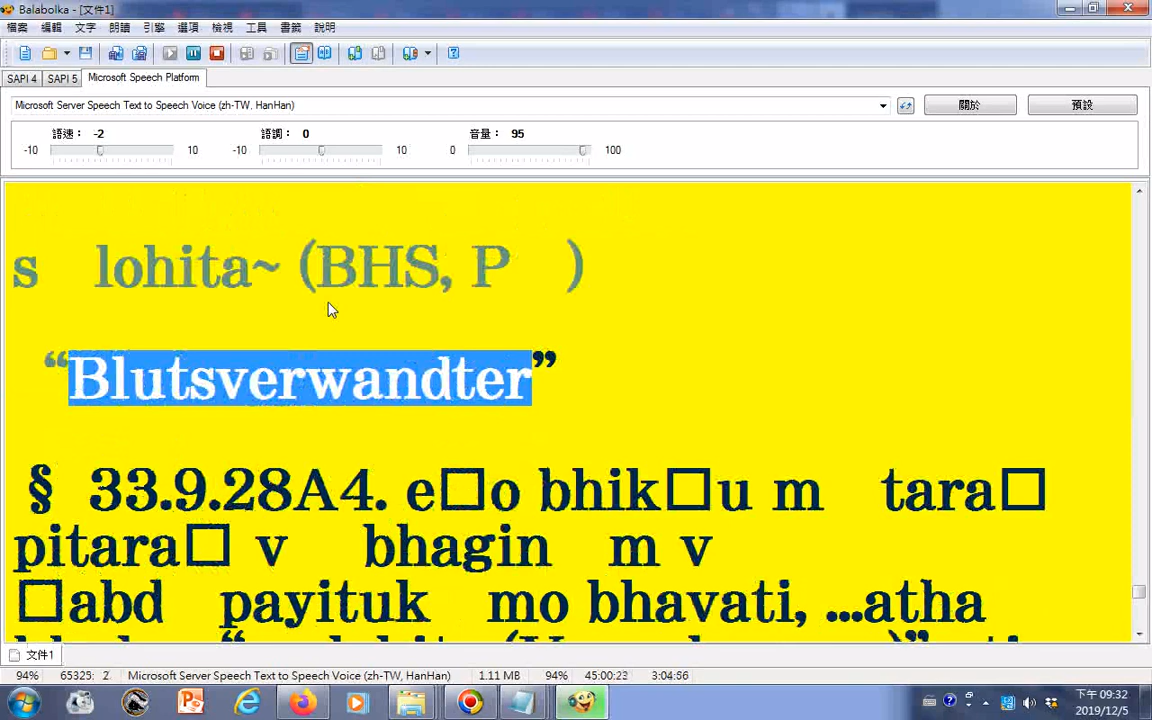 Balabolka - [文件1]
檔案 編輯 文字 朗讀 引擎 選項 檢視 工具 書籤 說明
SAPI 4 SAPI 5 Microsoft Speech Platform
Microsoft Server Speech Text to Speech Voice (zh-TW, HanHan) 關於 預設
語速： -2 語調： 0 音量： 95
-10 10 -10 10 0 100
s lohita~ (BHS, P )
“Blutsverwandter”
§ 33.9.28A4. e□o bhik□u m tara□
pitara□ v bhagin m v
□abd payituk mo bhavati, ...atha
文件1
94% 65325: 2 Microsoft Server Speech Text to Speech Voice (zh-TW, HanHan) 1.11 MB 94% 45:00:23 3:04:56
下午 09:32
2019/12/5